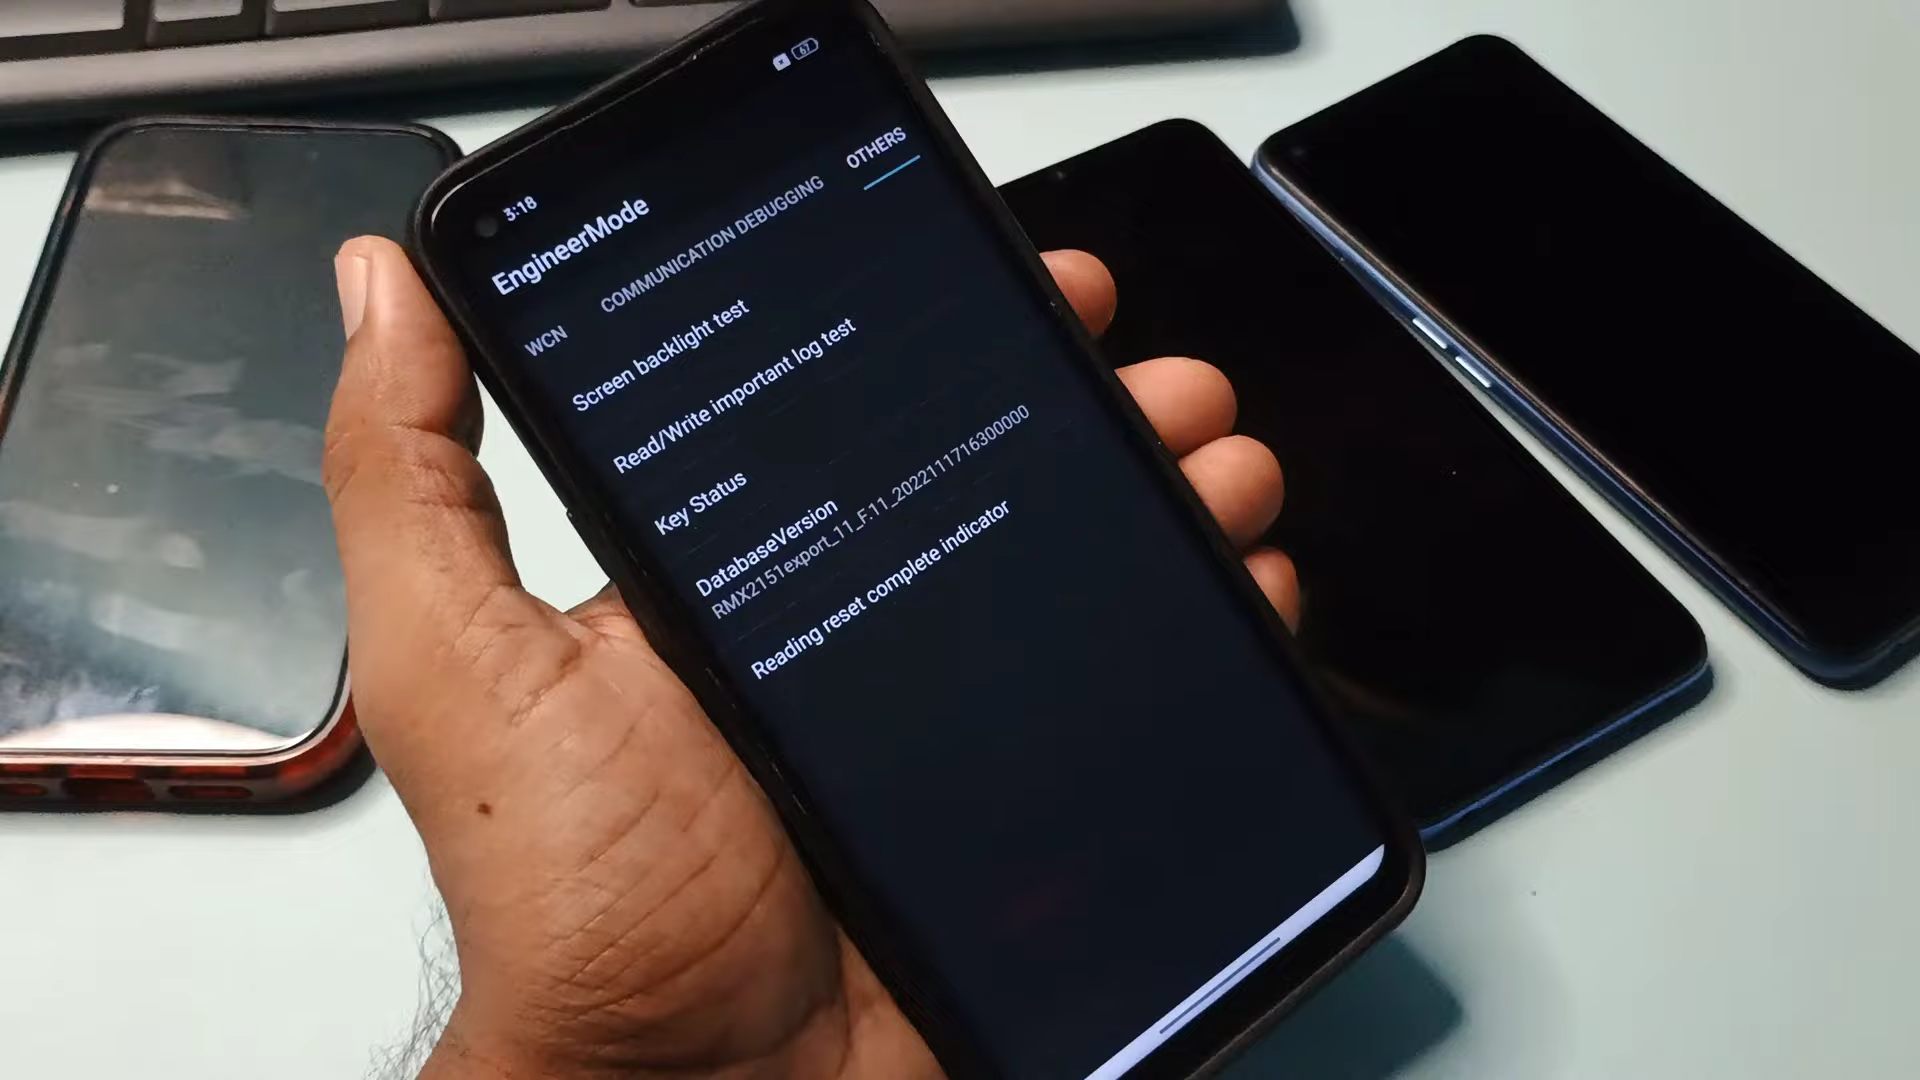 3:18
67
EngineerMode
WCN
COMMUNICATION DEBUGGING
OTHERS
Screen backlight test
Read/Write important log test
Key Status
DatabaseVersion
RMX2151export_11_F.11_2022111716300000
Reading reset complete indicator